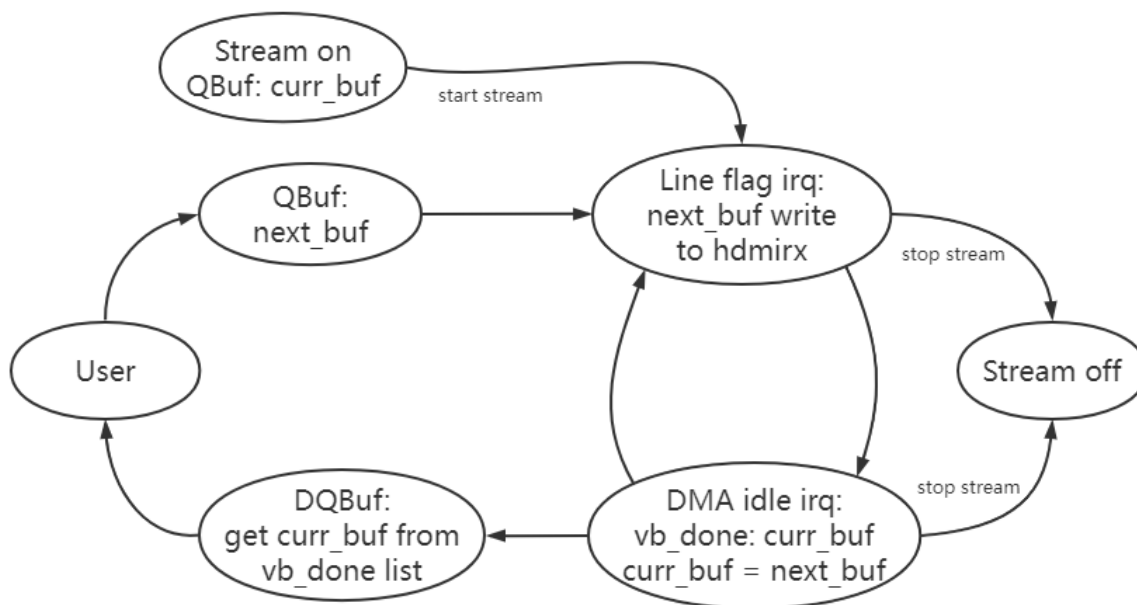 Stream on
QBuf: curr_buf
start stream
QBuf:
next_buf
Line flag irq:
next_buf write
to hdmirx
stop stream
User
Stream off
DQBuf:
get curr_buf from
vb_done list
DMA idle irq:
vb_done: curr_buf
curr_buf = next_buf
stop stream